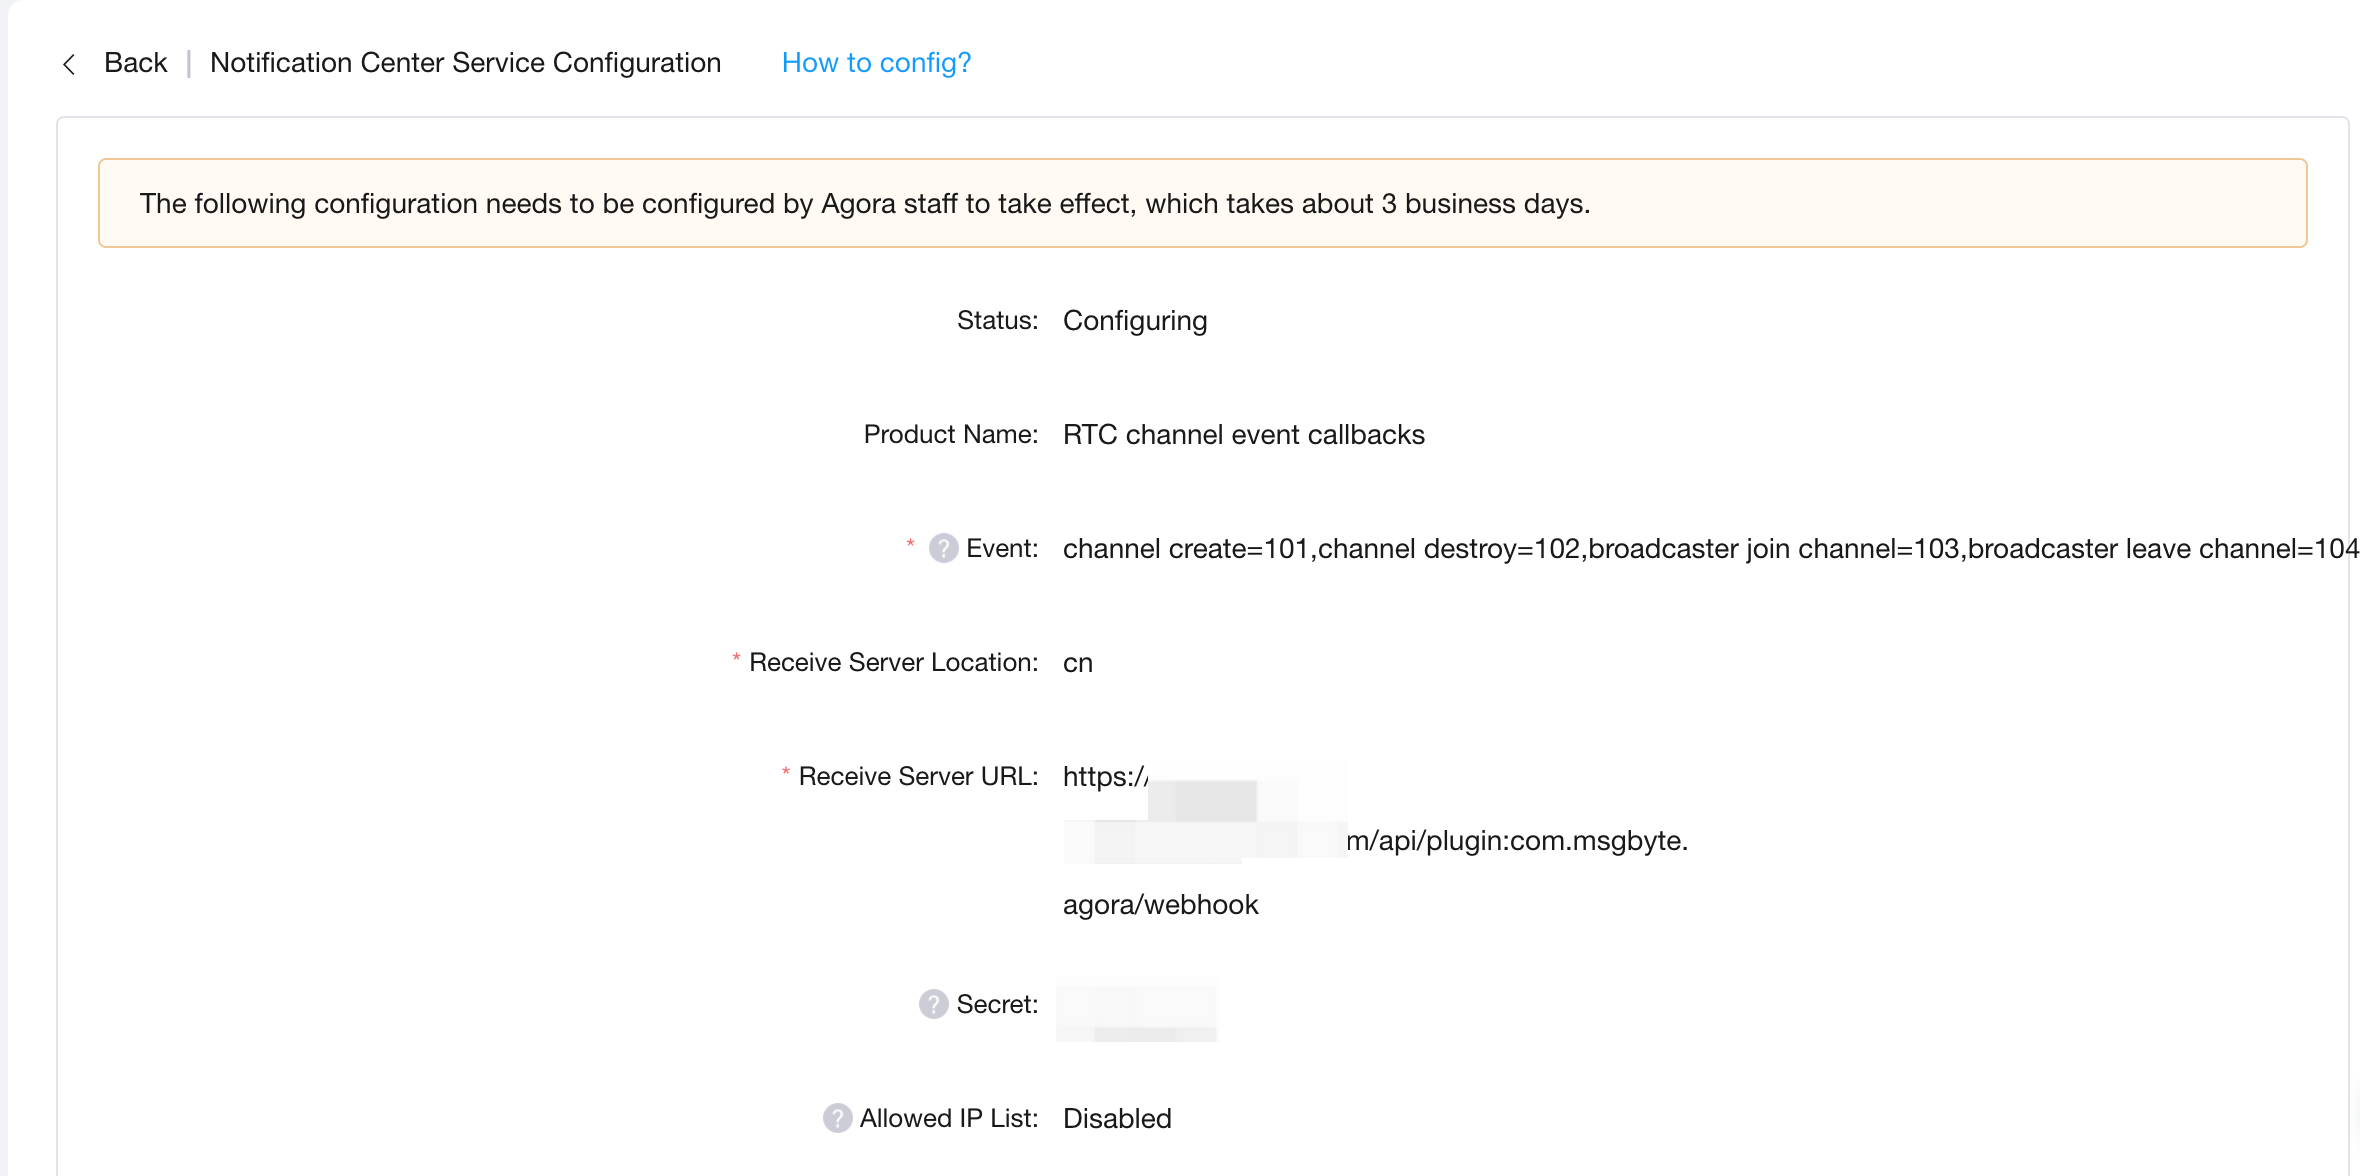 Back | Notification Center Service Configuration How to config?
The following configuration needs to be configured by Agora staff to take effect, which takes about 3 business days.
Status: Configuring
Product Name: RTC channel event callbacks
* ? Event: channel create=101,channel destroy=102,broadcaster join channel=103,broadcaster leave channel=104
* Receive Server Location: cn
* Receive Server URL: https://
m/api/plugin:com.msgbyte.
agora/webhook
? Secret:
? Allowed IP List: Disabled